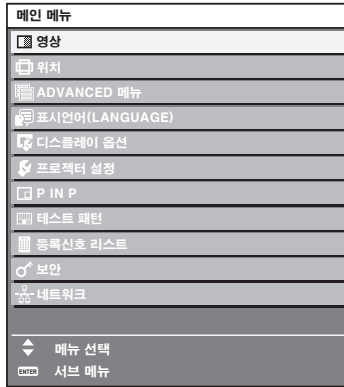 메인 메뉴
영상
위치
ADVANCED 메뉴
표시언어(LANGUAGE)
디스플레이 옵션
프로젝터 설정
P IN P
테스트 패턴
등록신호 리스트
보안
네트워크
메뉴 선택
ENTER 서브 메뉴